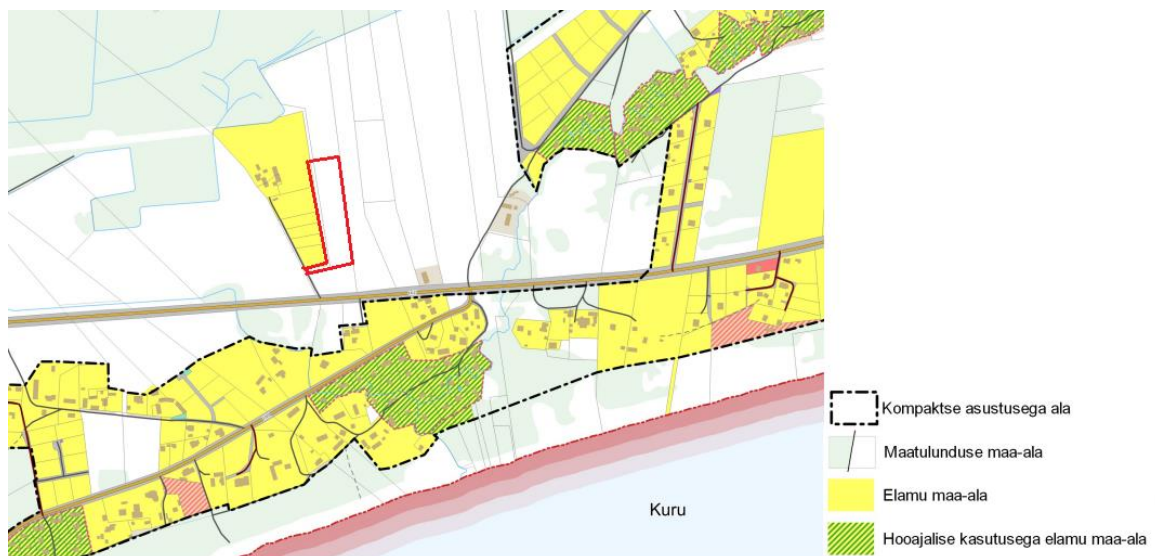 Kuru
Kompaktse asustusega ala
Maatulunduse maa-ala
Elamu maa-ala
Hooajalise kasutusega elamu maa-ala